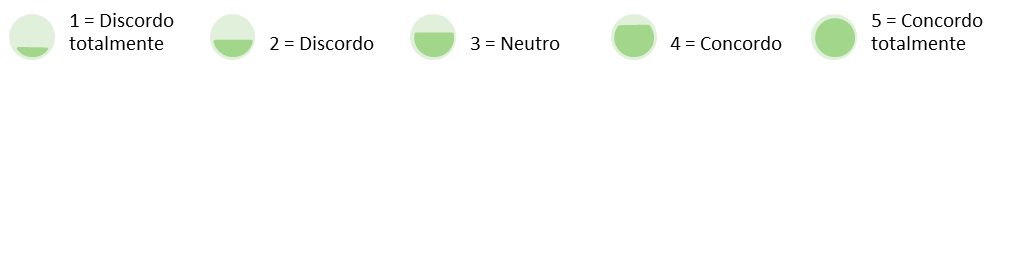 1 = Discordo
totalmente
2 = Discordo
3 = Neutro
4 = Concordo
5 = Concordo
totalmente